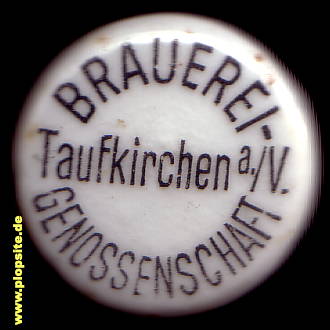 BRAUEREI-
Taufkirchen a./V.
GENOSSENSCHAFT
© www.plopsite.de